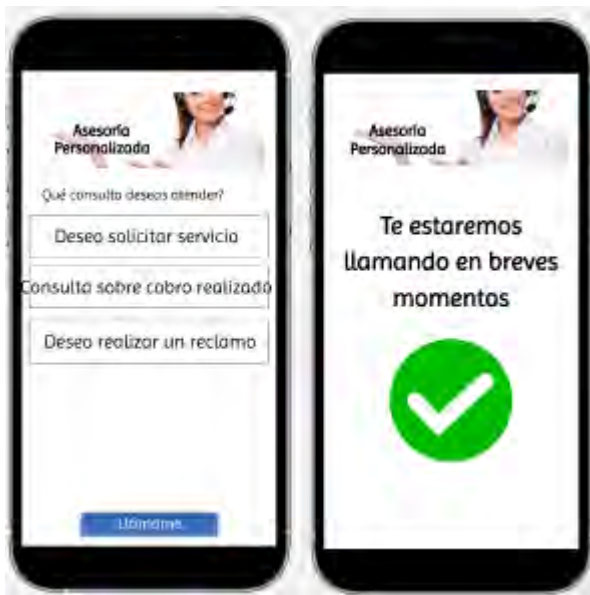 Asesoría
Personalizada
Qué consulta deseas atender?
Deseo solicitar servicio
Consulta sobre cobro realizado
Deseo realizar un reclamo
Llámame
Asesoría
Personalizada
Te estaremos
llamando en breves
momentos